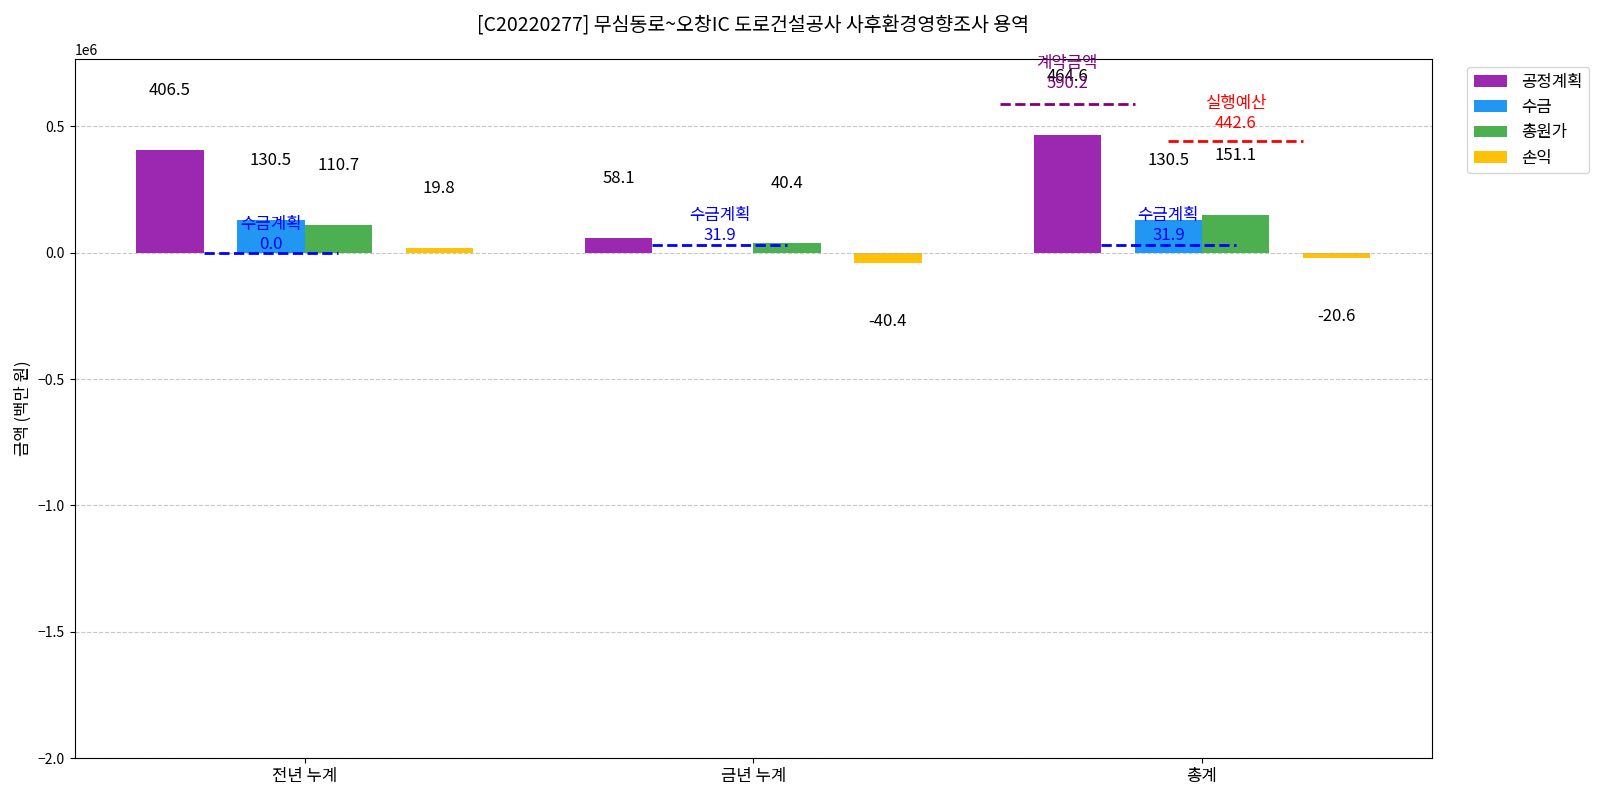 [C20220277] 무심동로~오창IC 도로건설공사 사후환경영향조사 용역
1e6
금액 (백만 원)
0.5
0.0
−0.5
−1.0
−1.5
−2.0
406.5
130.5
110.7
19.8
수금계획
0.0
58.1
40.4
수금계획
31.9
-40.4
계약금액
464.6
590.2
실행예산
442.6
130.5
151.1
수금계획
31.9
-20.6
전년 누계
금년 누계
총계
공정계획
수금
총원가
손익